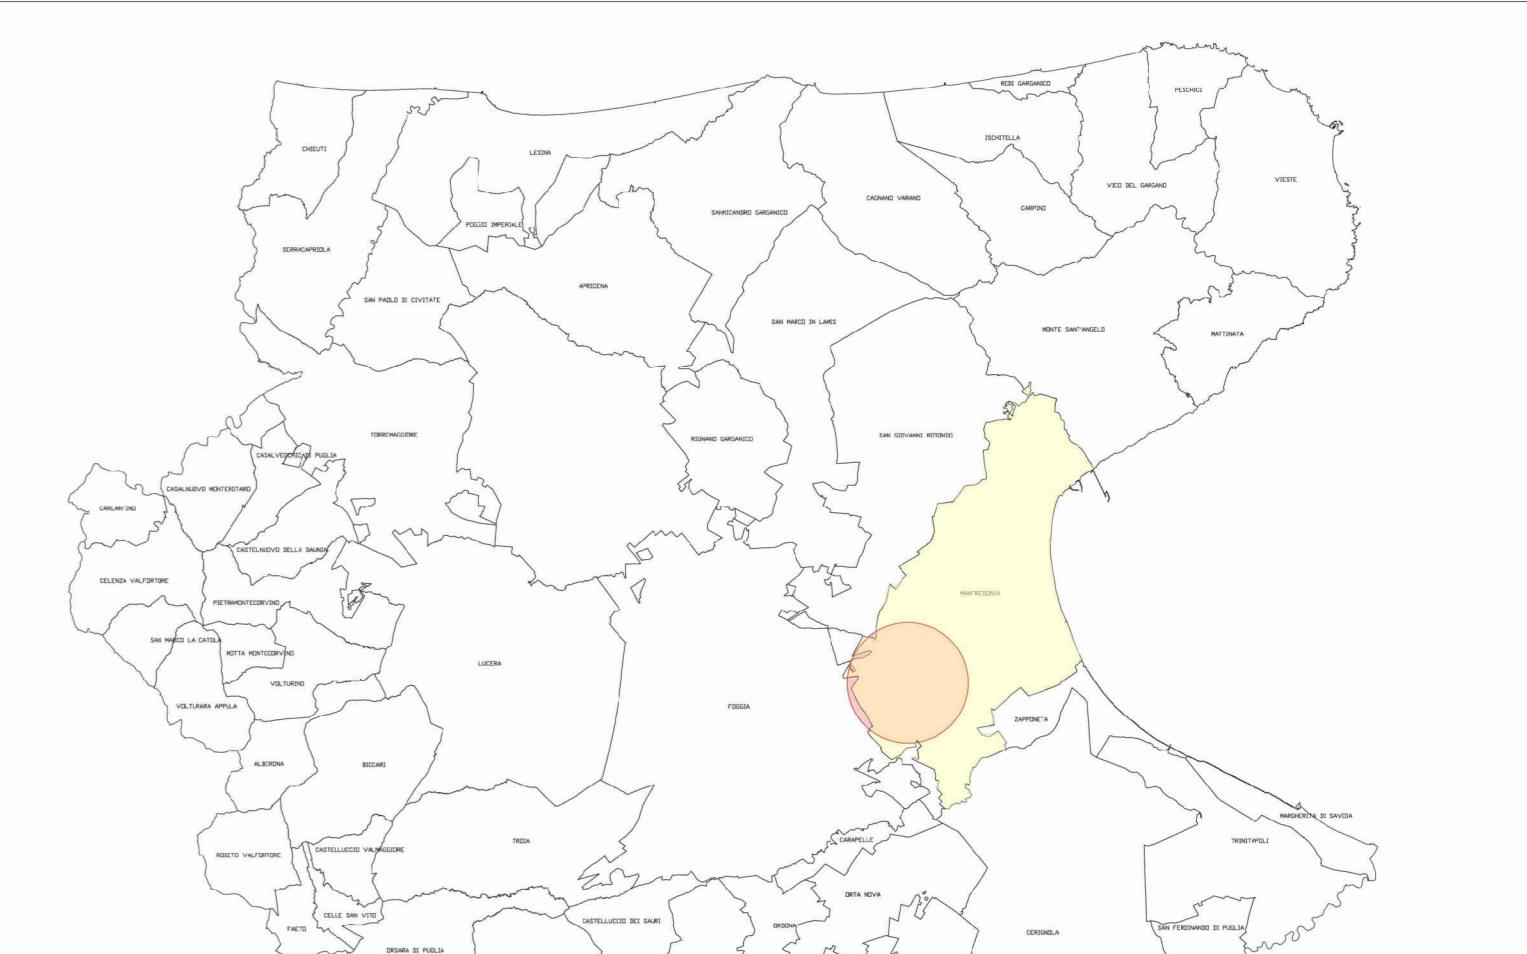 RODI GARGANICO
PESCHICI
ISCHITELLA
CHIEUTI
LESINA
VIESTE
VICO DEL GARGANO
CAGNANO VARANO
CARPINO
SANNICANDRO GARGANICO
POGGIO IMPERIALE
SERRACAPRIOLA
APRICENA
SAN PAOLO DI CIVITATE
SAN MARCO IN LAMIS
MONTE SANT'ANGELO
MATTINATA
TORREMAGGIORE
RIGNANO GARGANICO
SAN GIOVANNI ROTONDO
CASALVECCHIO DI PUGLIA
CASALNUOVO MONTEROTARO
CARLANTINO
CASTELNUOVO DELLA DAUNIA
CELENZA VALFORTORE
MANFREDONIA
PIETRAMONTECORVINO
SAN MARCO LA CATOLA
MOTTA MONTECORVINO
LUCERA
VOLTURINO
VOLTURARA APPULA
FOGGIA
ZAPPONETA
ALBERONA
BICCARI
MARGHERITA DI SAVOIA
TROIA
CARAPELLE
TRINITAPOLI
CASTELLUCCIO VALMAGGIORE
ROSETO VALFORTORE
ORTA NOVA
CELLE SAN VITO
CASTELLUCCIO DEI SAURI
ORDONA
FAETO
SAN FERDINANDO DI PUGLIA
CERIGNOLA
ORSARA DI PUGLIA